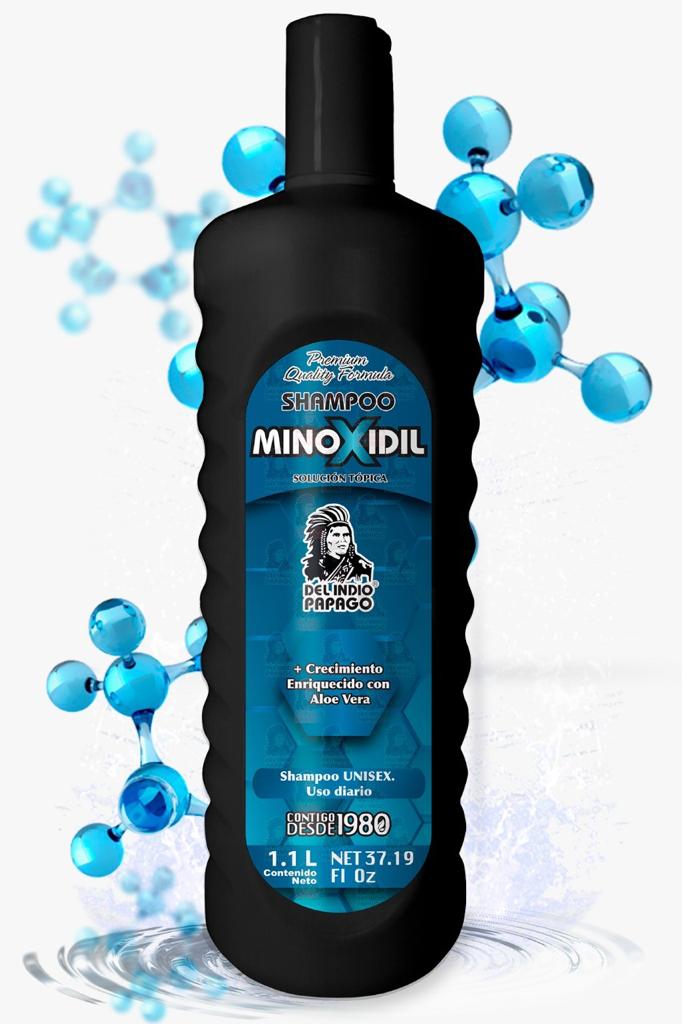 Premium
Quality Formula
SHAMPOO
MINOXIDIL
SOLUCIÓN TÓPICA
DEL INDIO®
PAPAGO
+ Crecimiento
Enriquecido con
Aloe Vera
Shampoo UNISEX.
Uso diario
CONTIGO
DESDE 1980
1.1 L NET 37.19
Contenido Fl Oz
Neto